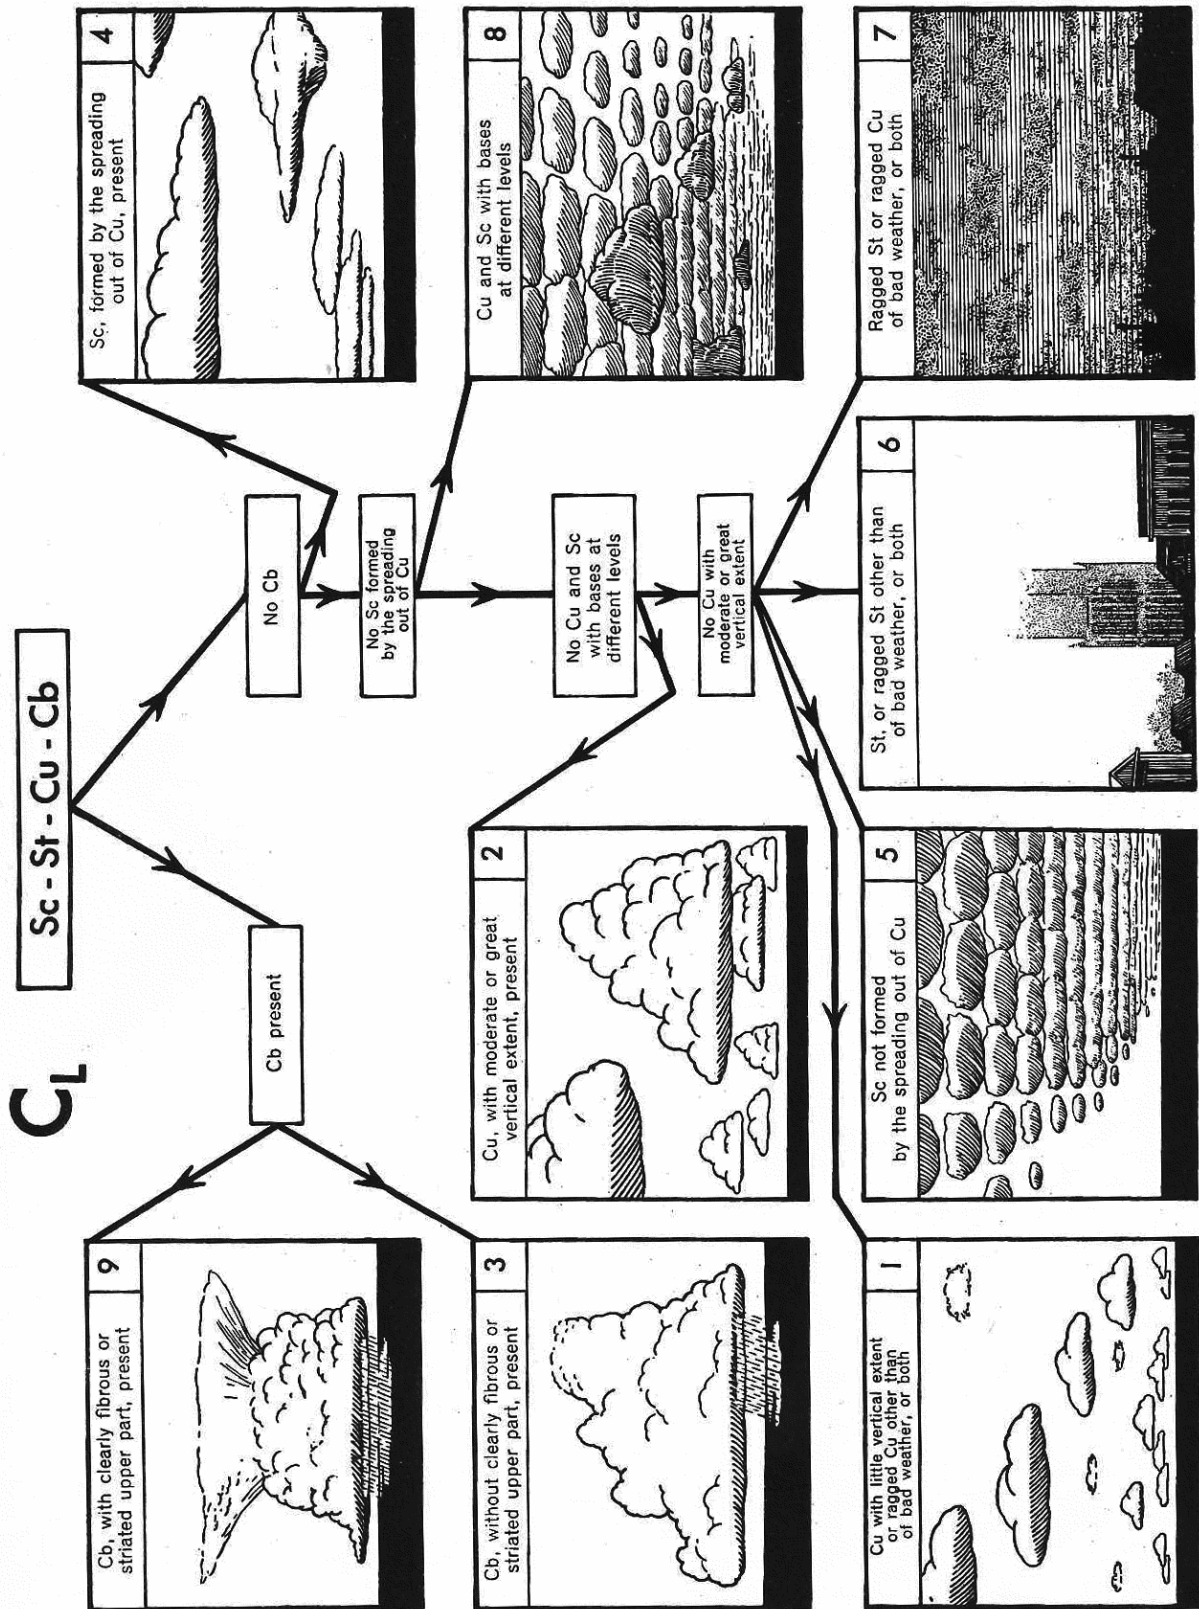 C_L
Sc - St - Cu - Cb
Cb present
No Cb
9
Cb, with clearly fibrous or
striated upper part, present
3
Cb, without clearly fibrous or
striated upper part, present
4
Sc, formed by the spreading
out of Cu, present
No Sc formed
by the spreading
out of Cu
8
Cu and Sc with bases
at different levels
No Cu and Sc
with bases at
different levels
2
Cu, with moderate or great
vertical extent, present
No Cu with
moderate or great
vertical extent
1
Cu with little vertical extent
or ragged Cu other than
of bad weather, or both
5
Sc not formed
by the spreading out of Cu
6
St, or ragged St other than
of bad weather, or both
7
Ragged St or ragged Cu
of bad weather, or both